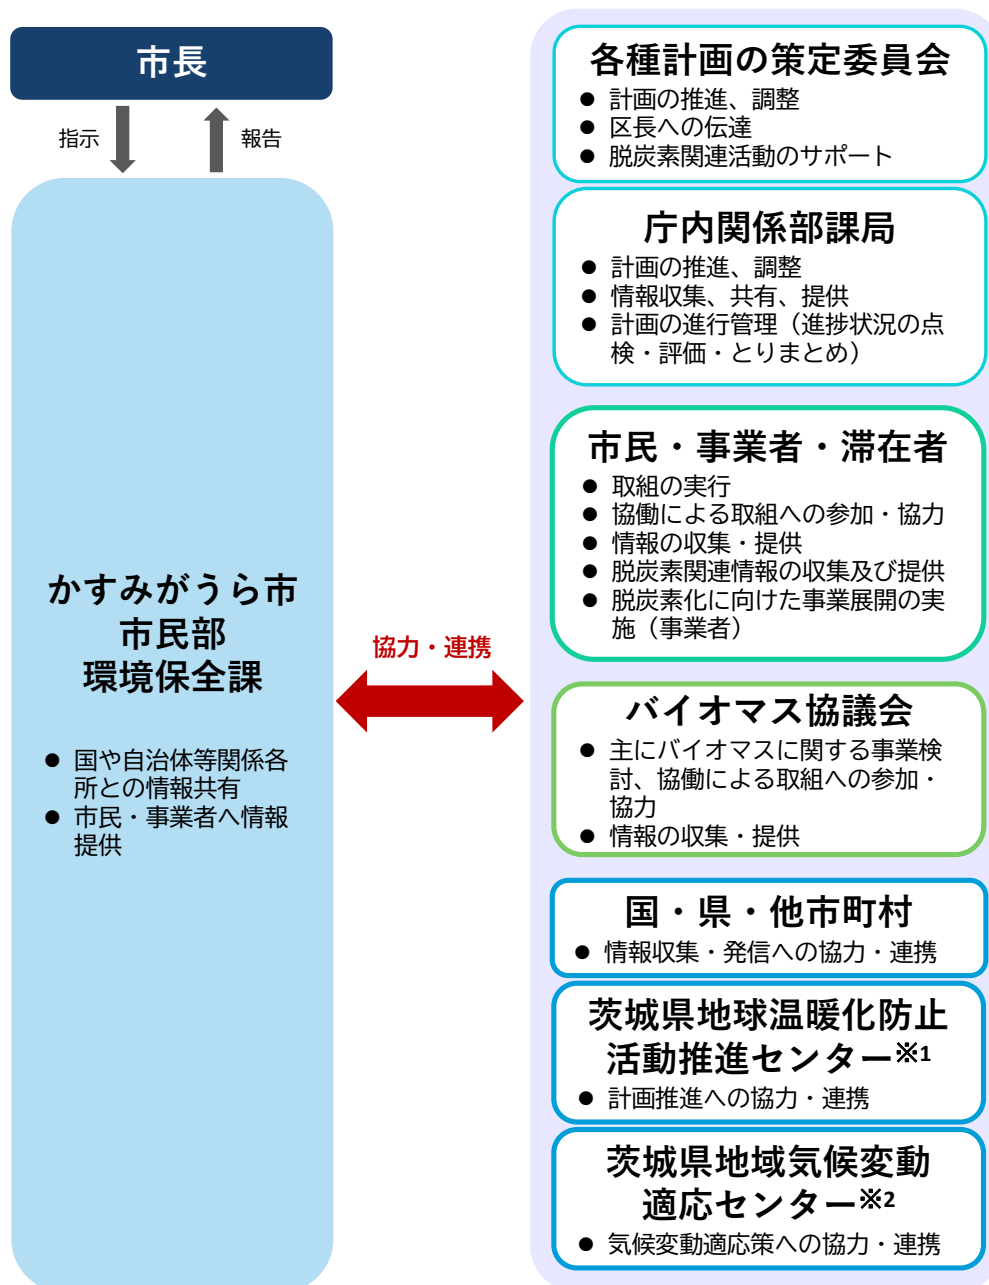 市長
指示
報告
かすみがうら市
市民部
環境保全課
● 国や自治体等関係各
所との情報共有
● 市民・事業者へ情報
提供
協力・連携
各種計画の策定委員会
● 計画の推進、調整
● 区長への伝達
● 脱炭素関連活動のサポート
庁内関係部課局
● 計画の推進、調整
● 情報収集、共有、提供
● 計画の進行管理（進捗状況の点
検・評価・とりまとめ）
市民・事業者・滞在者
● 取組の実行
● 協働による取組への参加・協力
● 情報の収集・提供
● 脱炭素関連情報の収集及び提供
● 脱炭素化に向けた事業展開の実
施（事業者）
バイオマス協議会
● 主にバイオマスに関する事業検
討、協働による取組への参加・
協力
● 情報の収集・提供
国・県・他市町村
● 情報収集・発信への協力・連携
茨城県地球温暖化防止
活動推進センター※1
● 計画推進への協力・連携
茨城県地域気候変動
適応センター※2
● 気候変動適応策への協力・連携